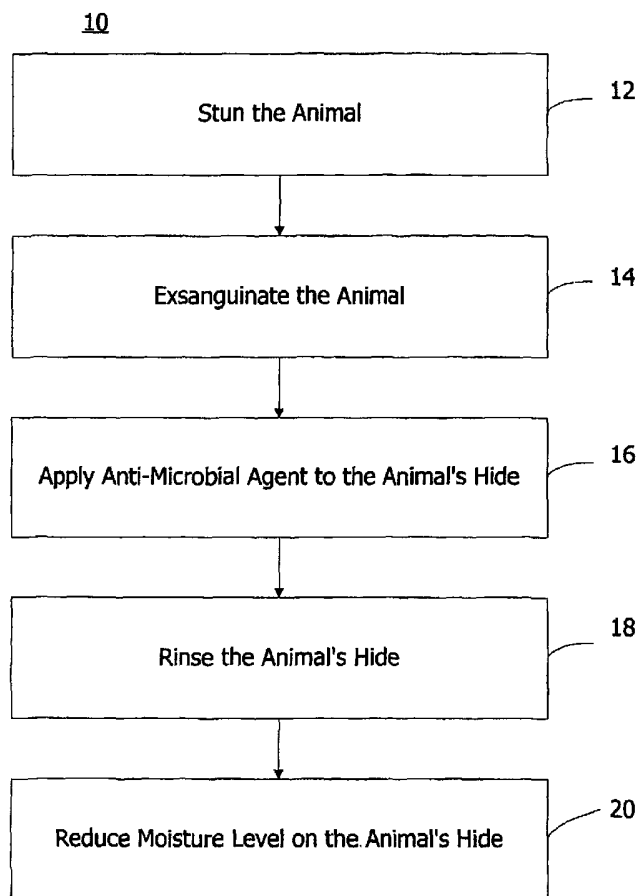 10
Stun the Animal
12
Exsanguinate the Animal
14
Apply Anti-Microbial Agent to the Animal's Hide
16
Rinse the Animal's Hide
18
Reduce Moisture Level on the Animal's Hide
20